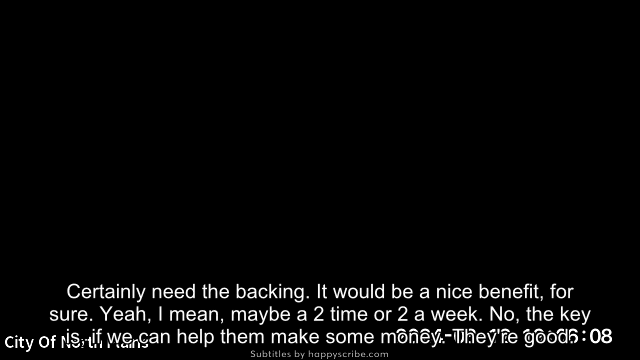 Certainly need the backing. It would be a nice benefit, for
sure. Yeah, I mean, maybe a 2 time or 2 a week. No, the key
is, if we can help them make some money. They're good.
City Of North Plains
Subtitles by happyscribe.com